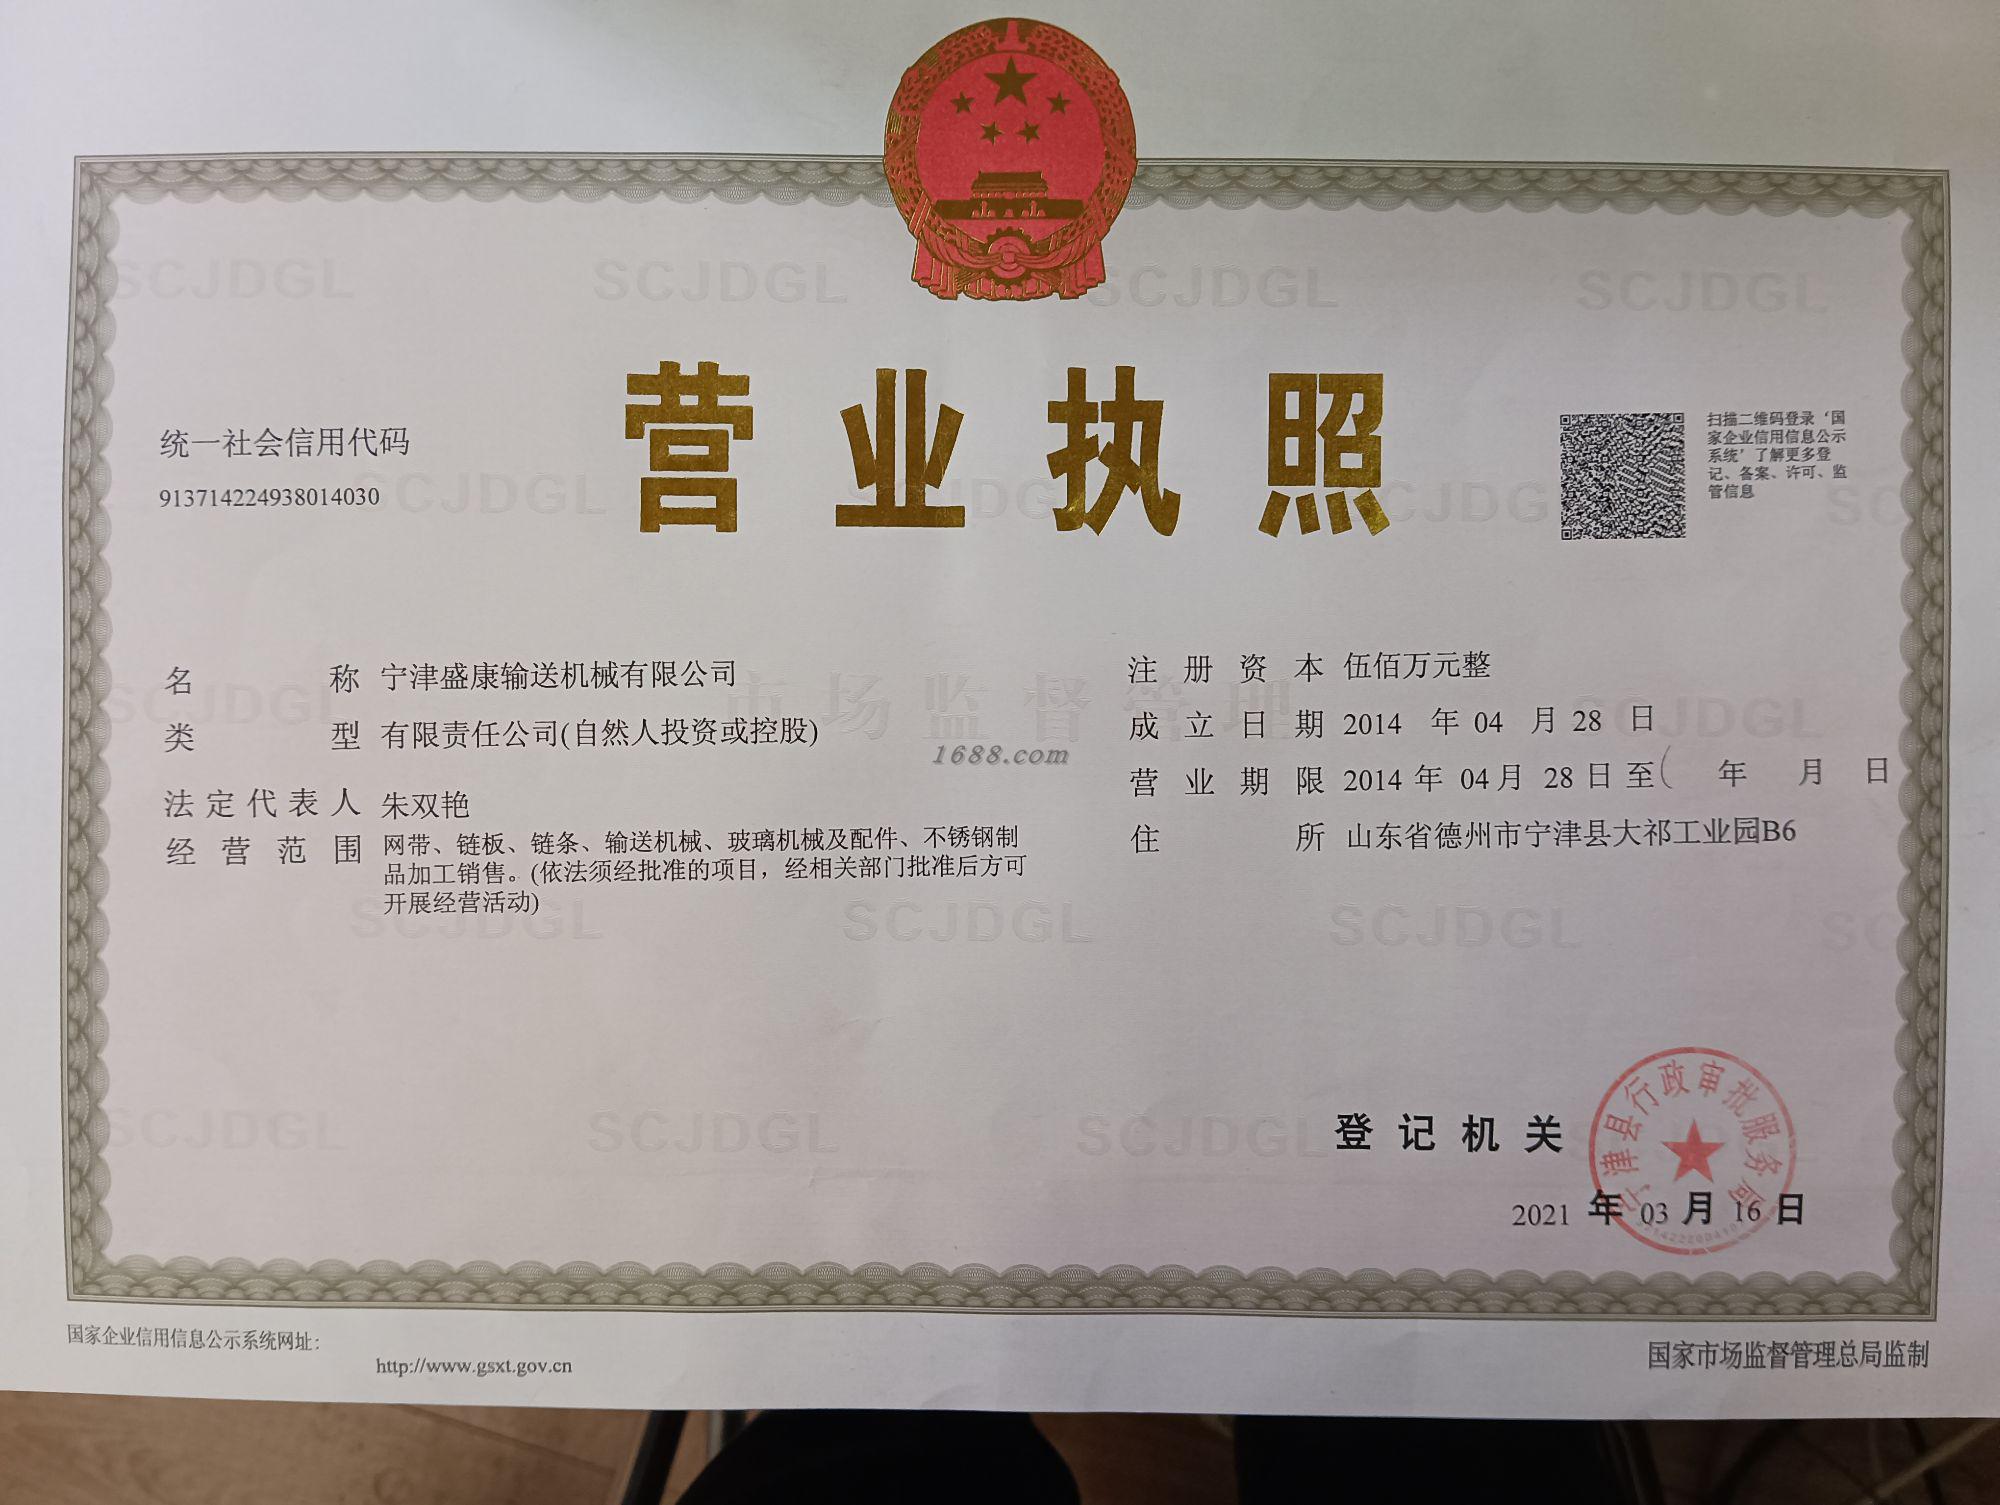 营业执照
统一社会信用代码
913714224938014030
扫描二维码登录‘国
家企业信用信息公示
系统’了解更多登
记、备案、许可、监
管信息
名称 宁津盛康输送机械有限公司
类型 有限责任公司(自然人投资或控股)
法定代表人 朱双艳
经营范围 网带、链板、链条、输送机械、玻璃机械及配件、不锈钢制
品加工销售。(依法须经批准的项目，经相关部门批准后方可
开展经营活动)
注册资本 伍佰万元整
成立日期 2014 年 04 月 28 日
营业期限 2014 年 04 月 28 日 至 ( 年 月 日
住所 山东省德州市宁津县大祁工业园B6
1688.com
市场监督管理
SCJDGL SCJDGL SCJDGL SCJDGL
登记机关
宁津县行政审批服务局
2021 年 03 月 16 日
国家企业信用信息公示系统网址：
http://www.gsxt.gov.cn
国家市场监督管理总局监制